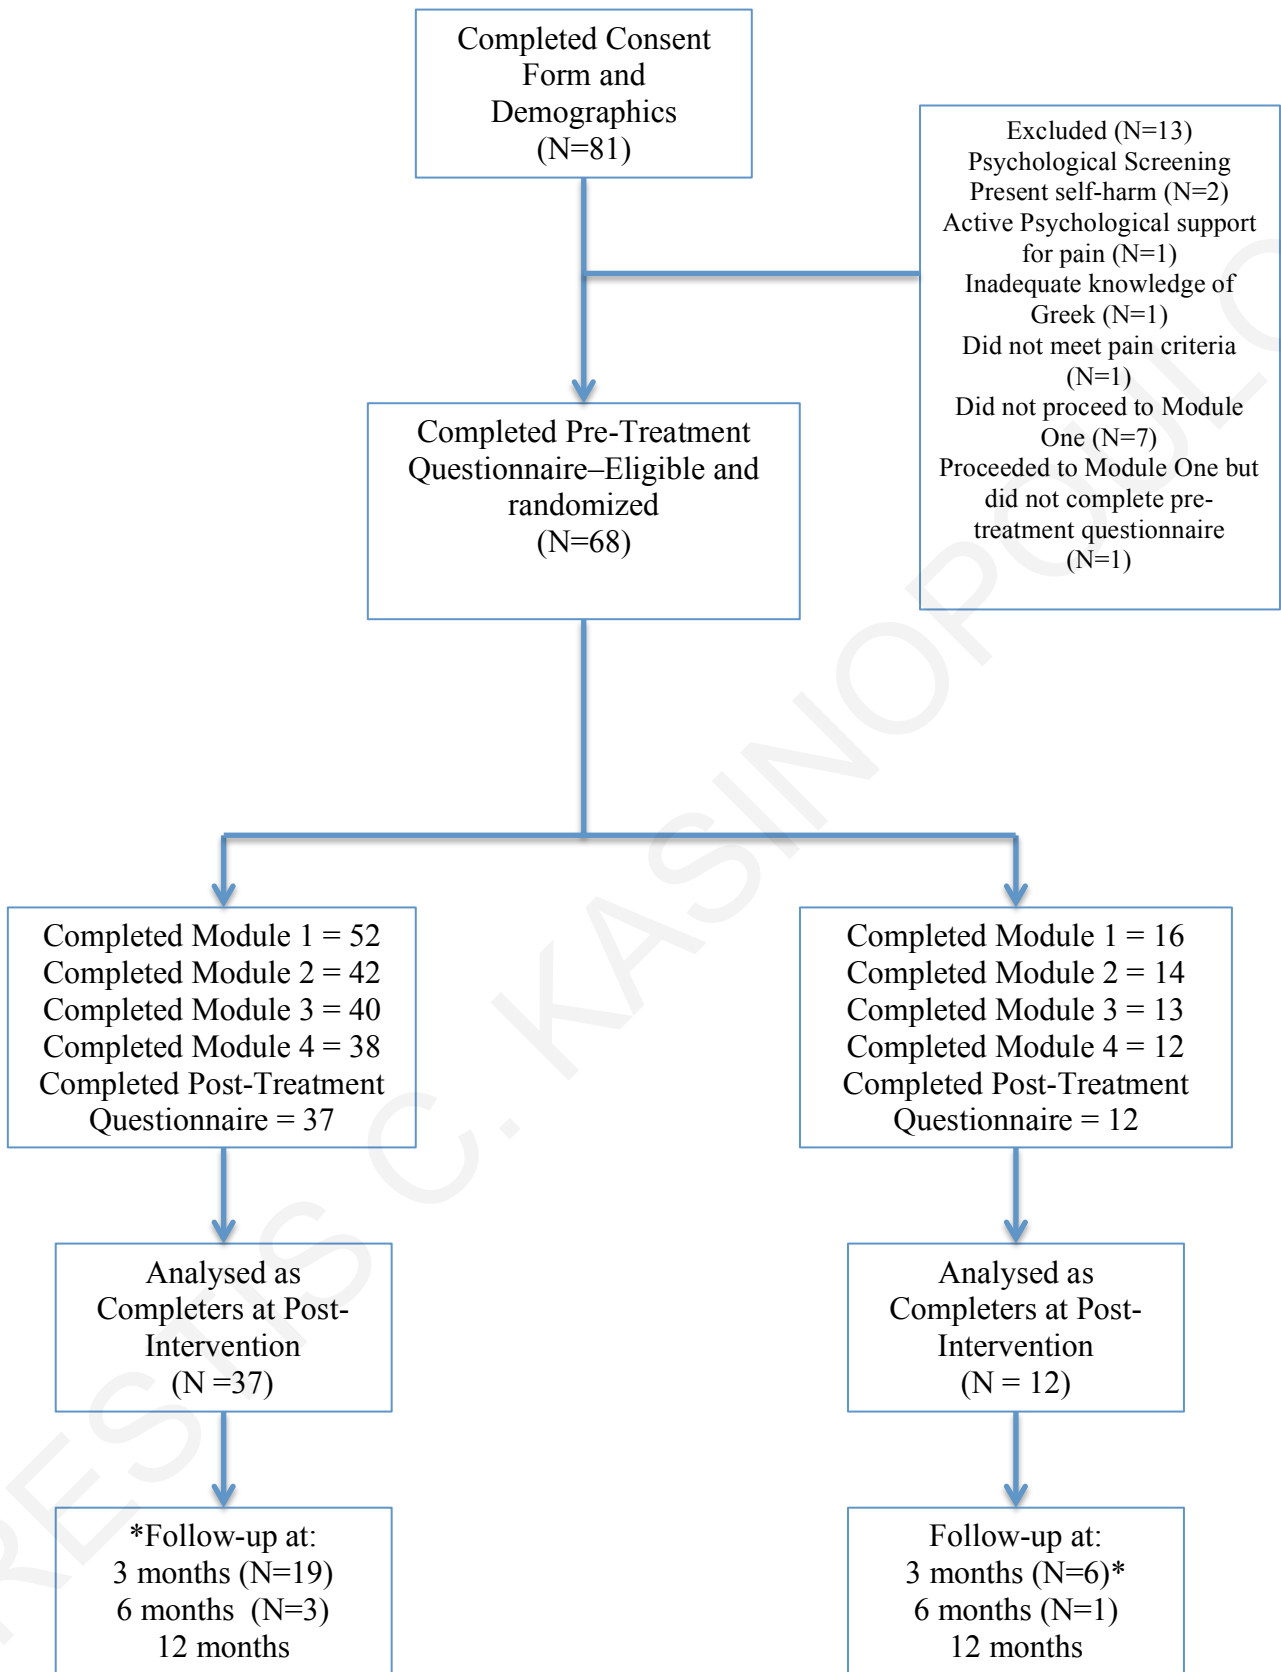 Completed Consent
Form and
Demographics
(N=81)
Excluded (N=13)
Psychological Screening
Present self-harm (N=2)
Active Psychological support
for pain (N=1)
Inadequate knowledge of
Greek (N=1)
Did not meet pain criteria
(N=1)
Did not proceed to Module
One (N=7)
Proceeded to Module One but
did not complete pre-
treatment questionnaire
(N=1)
Completed Pre-Treatment
Questionnaire–Eligible and
randomized
(N=68)
Completed Module 1 = 52
Completed Module 2 = 42
Completed Module 3 = 40
Completed Module 4 = 38
Completed Post-Treatment
Questionnaire = 37
Completed Module 1 = 16
Completed Module 2 = 14
Completed Module 3 = 13
Completed Module 4 = 12
Completed Post-Treatment
Questionnaire = 12
Analysed as
Completers at Post-
Intervention
(N =37)
Analysed as
Completers at Post-
Intervention
(N = 12)
*Follow-up at:
3 months (N=19)
6 months  (N=3)
12 months
Follow-up at:
3 months (N=6)*
6 months (N=1)
12 months
RESTIS C. KASINOPOULO